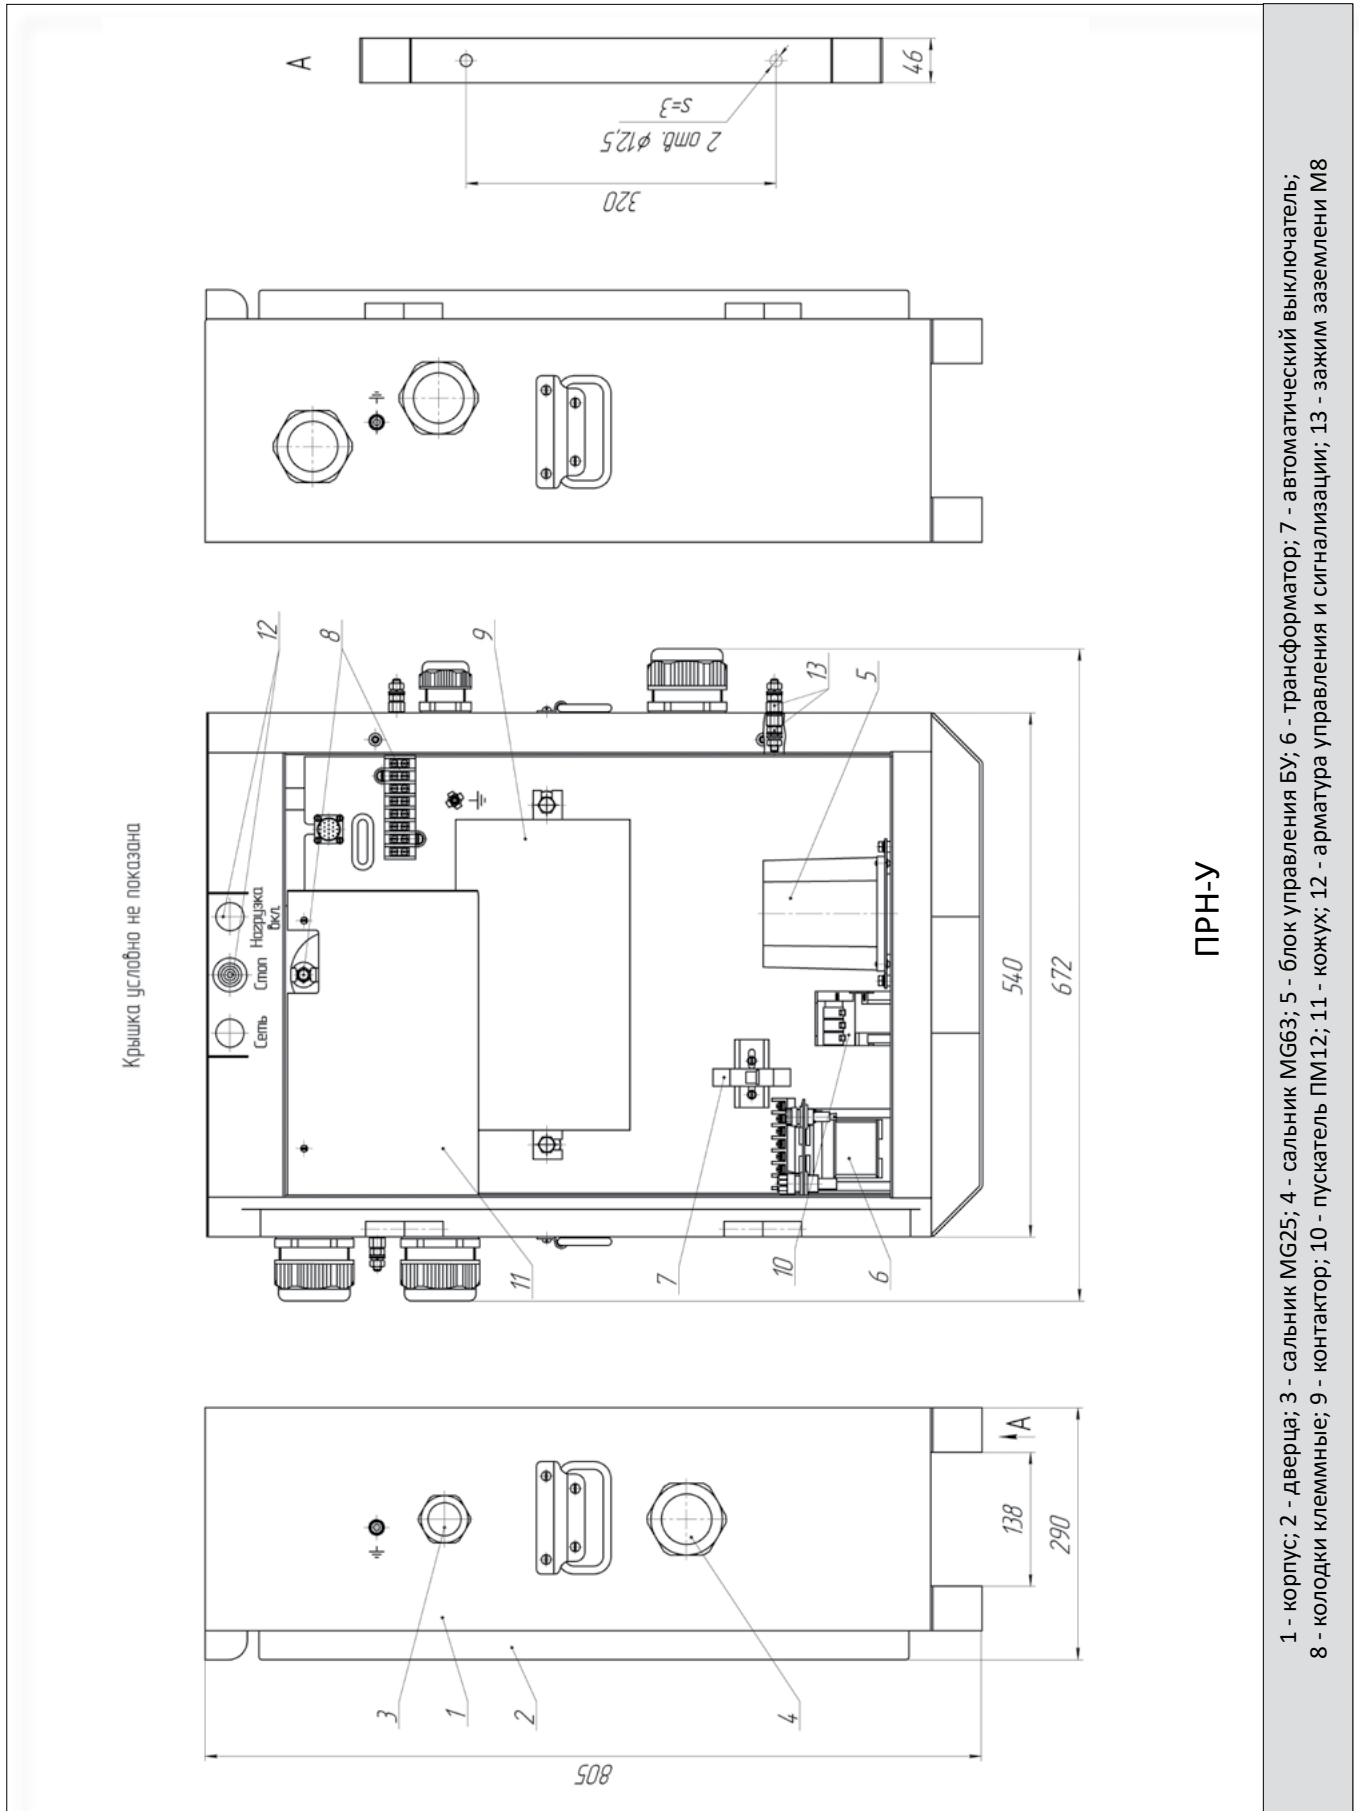 Крышка условно не показана
805
3
1
2
4
138
290
А
Сеть
Стоп
Нагрузка
вкл.
12
8
9
13
5
11
7
10
6
540
672
А
46
s=3
2 отв. ϕ12,5
320
ПРН-У
1 - корпус; 2 - дверца; 3 - сальник MG25; 4 - сальник MG63; 5 - блок управления БУ; 6 - трансформатор; 7 - автоматический выключатель;
8 - колодки клеммные; 9 - контактор; 10 - пускатель ПМ12; 11 - кожух; 12 - арматура управления и сигнализации; 13 - зажим заземлени М8